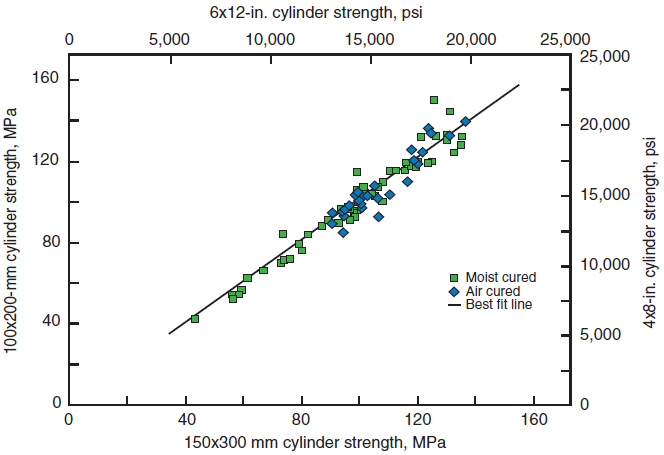 6x12-in. cylinder strength, psi
0 5,000 10,000 15,000 20,000 25,000
25,000
20,000
15,000
10,000
5,000
0
4x8-in. cylinder strength, psi
100x200-mm cylinder strength, MPa
160
120
80
40
0
Moist cured
Air cured
Best fit line
0 40 80 120 160
150x300 mm cylinder strength, MPa